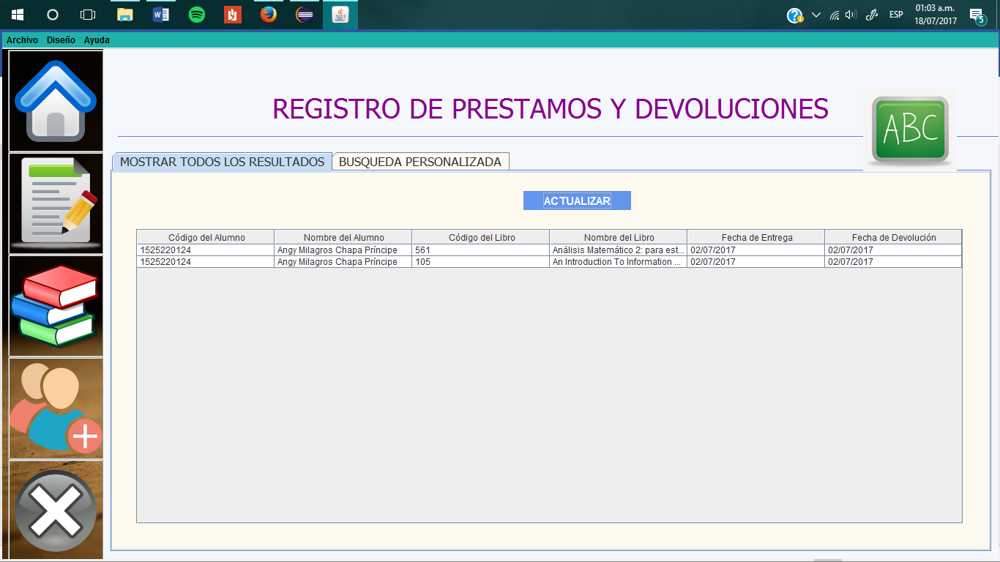 01:03 a.m.
ESP
18/07/2017
5
Archivo Diseño Ayuda
REGISTRO DE PRESTAMOS Y DEVOLUCIONES
ABC
MOSTRAR TODOS LOS RESULTADOS BUSQUEDA PERSONALIZADA
ACTUALIZAR
Código del Alumno Nombre del Alumno Código del Libro Nombre del Libro Fecha de Entrega Fecha de Devolución
1525220124 Angy Milagros Chapa Príncipe 561 Análisis Matemático 2: para est... 02/07/2017 02/07/2017
1525220124 Angy Milagros Chapa Príncipe 105 An Introduction To Information ... 02/07/2017 02/07/2017